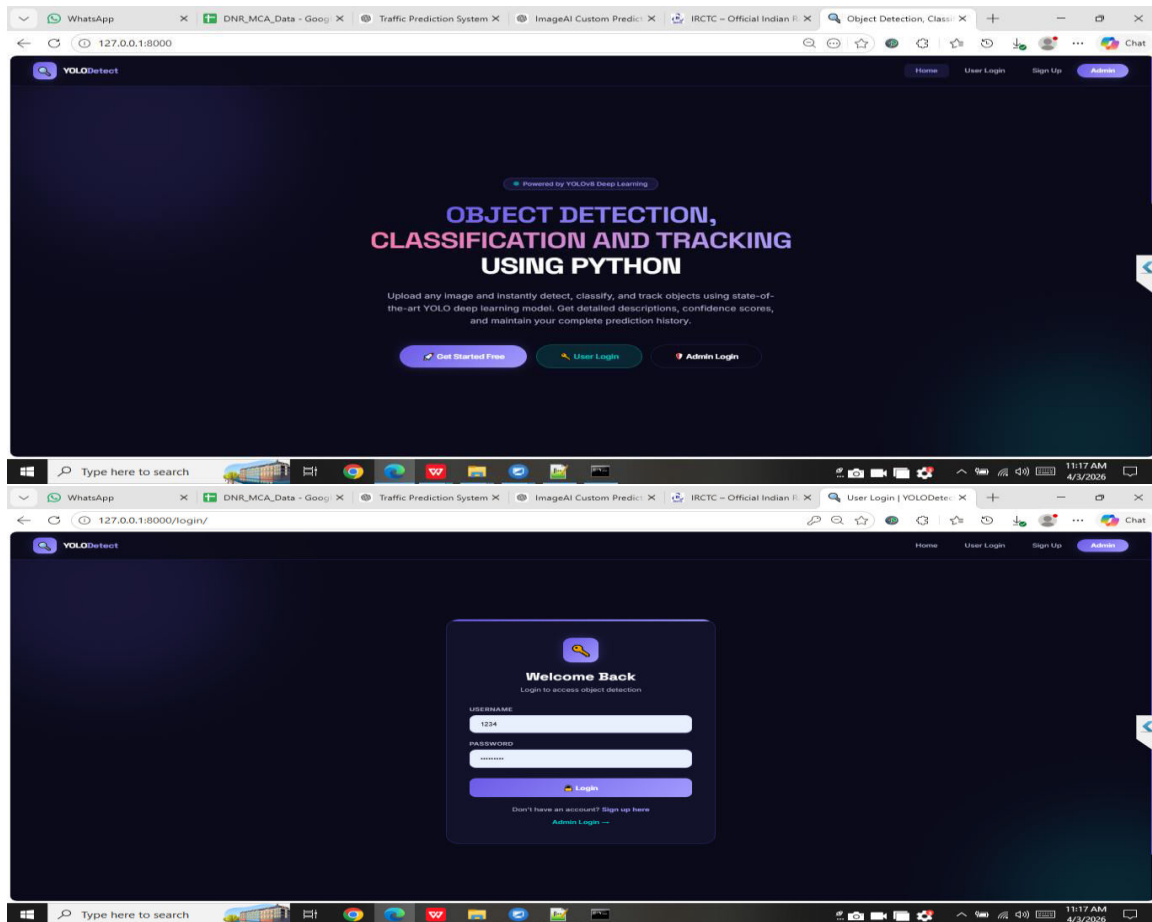 WhatsApp
DNR_MCA_Data - Goog
Traffic Prediction System
ImageAI Custom Predict
IRCTC – Official Indian R
Object Detection, Classif
127.0.0.1:8000
Chat
YOLODetect
Home
User Login
Sign Up
Admin
Powered by YOLOv8 Deep Learning
OBJECT DETECTION,
CLASSIFICATION AND TRACKING
USING PYTHON
Upload any image and instantly detect, classify, and track objects using state-of-
the-art YOLO deep learning model. Get detailed descriptions, confidence scores,
and maintain your complete prediction history.
Get Started Free
User Login
Admin Login
Type here to search
11:17 AM
4/3/2026
WhatsApp
DNR_MCA_Data - Goog
Traffic Prediction System
ImageAI Custom Predict
IRCTC – Official Indian R
User Login | YOLODetec
127.0.0.1:8000/login/
Chat
YOLODetect
Home
User Login
Sign Up
Admin
Welcome Back
Login to access object detection
USERNAME
1234
PASSWORD
Login
Don't have an account? Sign up here
Admin Login →
Type here to search
11:17 AM
4/3/2026